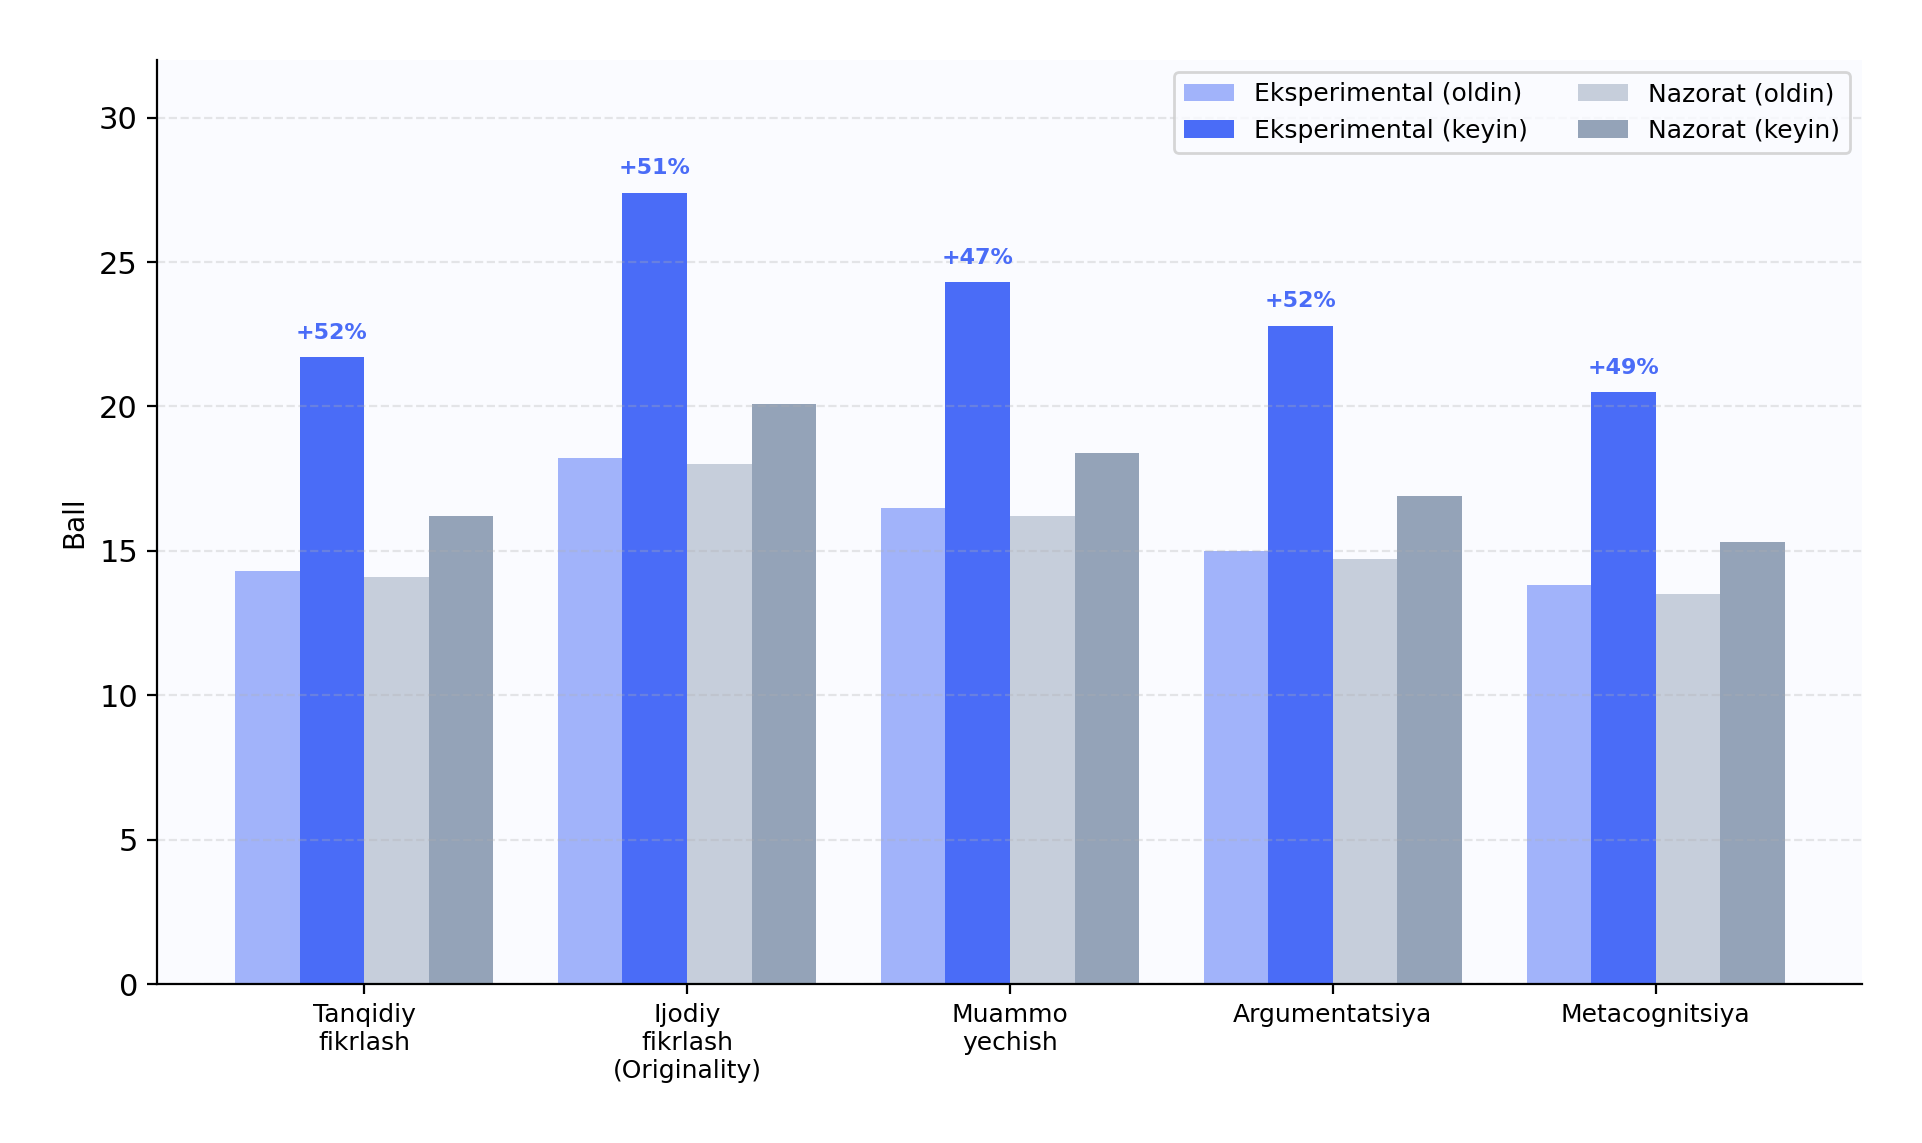 Eksperimental (oldin)
Eksperimental (keyin)
Nazorat (oldin)
Nazorat (keyin)
+52%
+51%
+47%
+52%
+49%
Ball
30
25
20
15
10
5
0
Tanqidiy
fikrlash
Ijodiy
fikrlash
(Originality)
Muammo
yechish
Argumentatsiya
Metacognitsiya